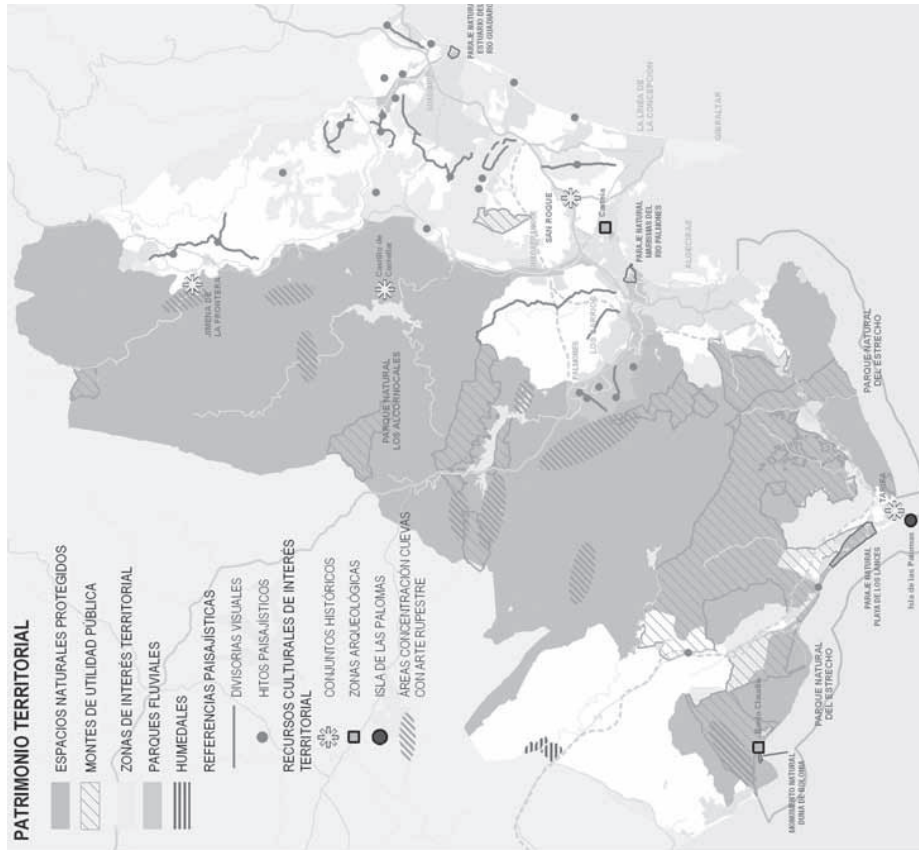 PATRIMONIO TERRITORIAL
ESPACIOS NATURALES PROTEGIDOS
MONTES DE UTILIDAD PÚBLICA
ZONAS DE INTERÉS TERRITORIAL
PARQUES FLUVIALES
HUMEDALES
REFERENCIAS PAISAJÍSTICAS
DIVISORIAS VISUALES
HITOS PAISAJÍSTICOS
RECURSOS CULTURALES DE INTERÉS
TERRITORIAL
CONJUNTOS HISTÓRICOS
ZONAS ARQUEOLÓGICAS
ISLA DE LAS PALOMAS
ÁREAS CONCENTRACIÓN CUEVAS
CON ARTE RUPESTRE
JIMENA DE
LA FRONTERA
Castillo de
Castellar
PARQUE NATURAL
LOS ALCORNOCALES
PARAJE NATURAL
ESTUARIO DEL
RÍO GUADIARO
GUADIARO
SAN ROQUE
Carteia
LA LÍNEA DE
LA CONCEPCIÓN
GIBRALTAR
PARAJE NATURAL
MARISMAS DEL
RÍO PALMONES
PALMONES
LOS BARRIOS
ALGECIRAS
PARQUE NATURAL
DEL ESTRECHO
TARIFA
Isla de las Palomas
PARAJE NATURAL
PLAYA DE LOS LANCES
PARQUE NATURAL
DEL ESTRECHO
Baelo Claudia
MONUMENTO NATURAL
DUNA DE BOLONIA